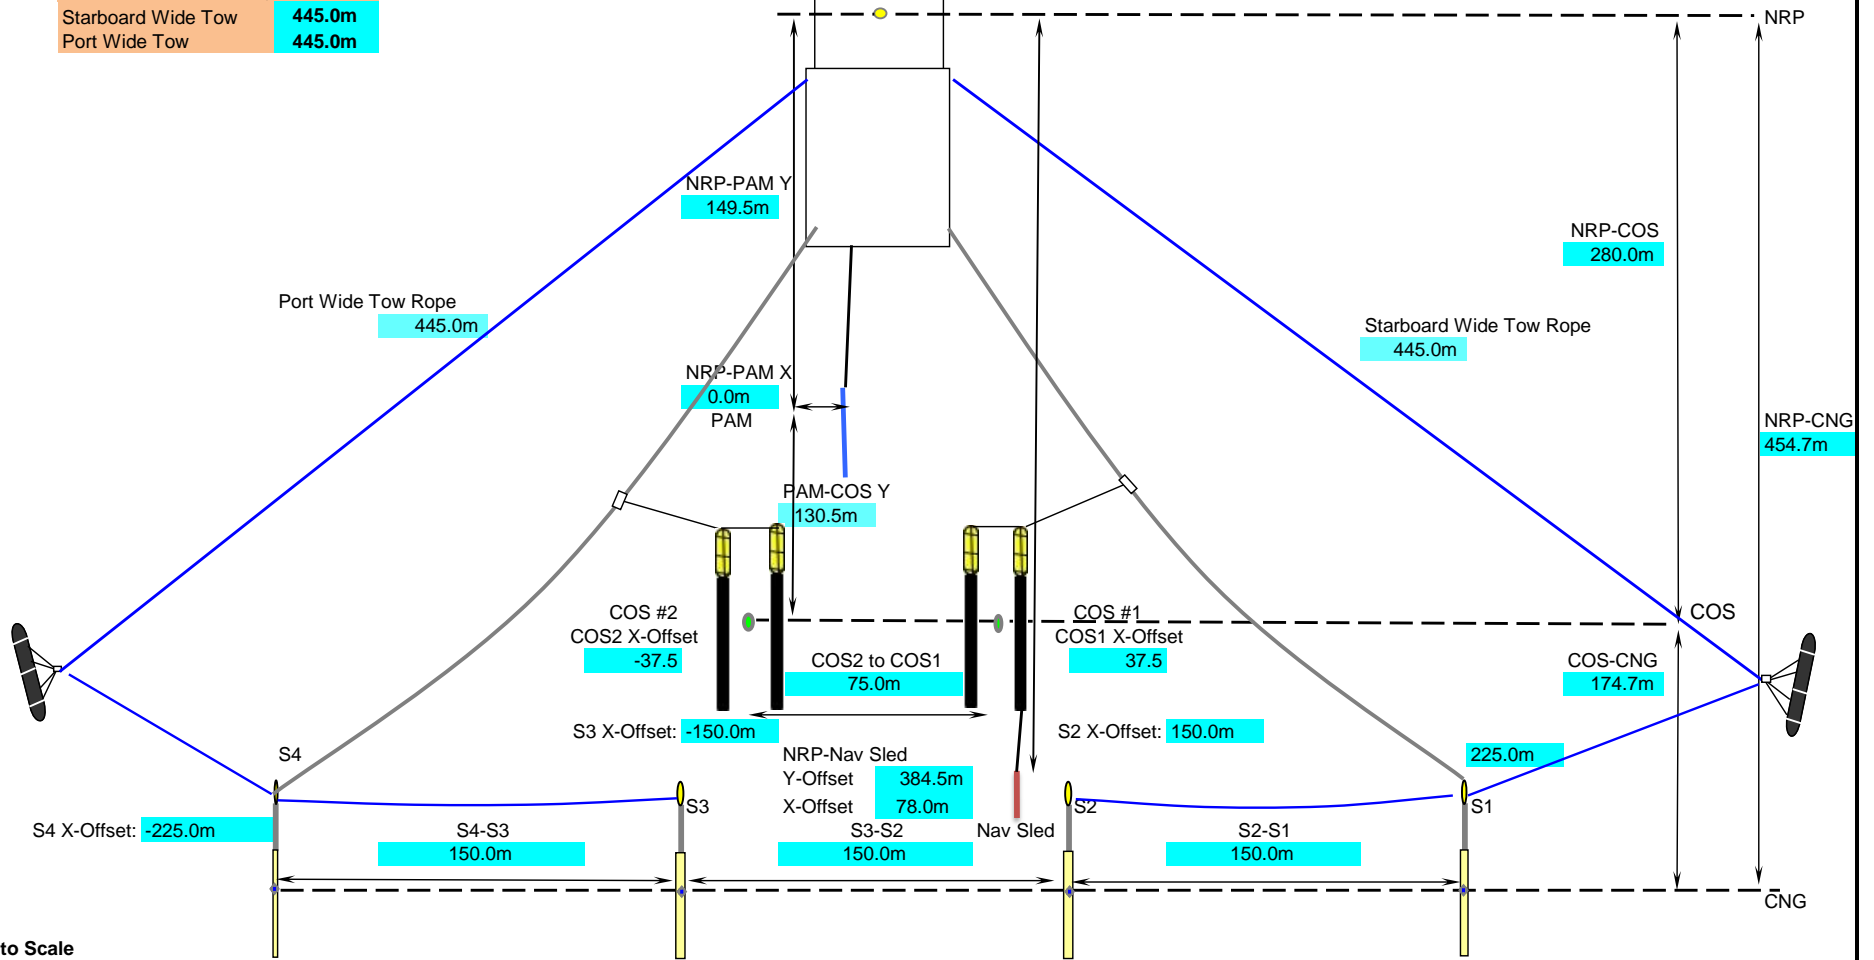 Starboard Wide Tow 445.0m
Port Wide Tow 445.0m
NRP
NRP-PAM Y
149.5m
NRP-COS
280.0m
Port Wide Tow Rope
445.0m
Starboard Wide Tow Rope
445.0m
NRP-PAM X
0.0m
PAM
NRP-CNG
454.7m
PAM-COS Y
130.5m
COS #2
COS2 X-Offset
-37.5
COS #1
COS1 X-Offset
37.5
COS
COS2 to COS1
75.0m
COS-CNG
174.7m
S3 X-Offset: -150.0m
S2 X-Offset: 150.0m
S4
NRP-Nav Sled
Y-Offset 384.5m
X-Offset 78.0m
225.0m
S3
S2
S1
S4 X-Offset: -225.0m
Nav Sled
S4-S3
150.0m
S3-S2
150.0m
S2-S1
150.0m
CNG
to Scale